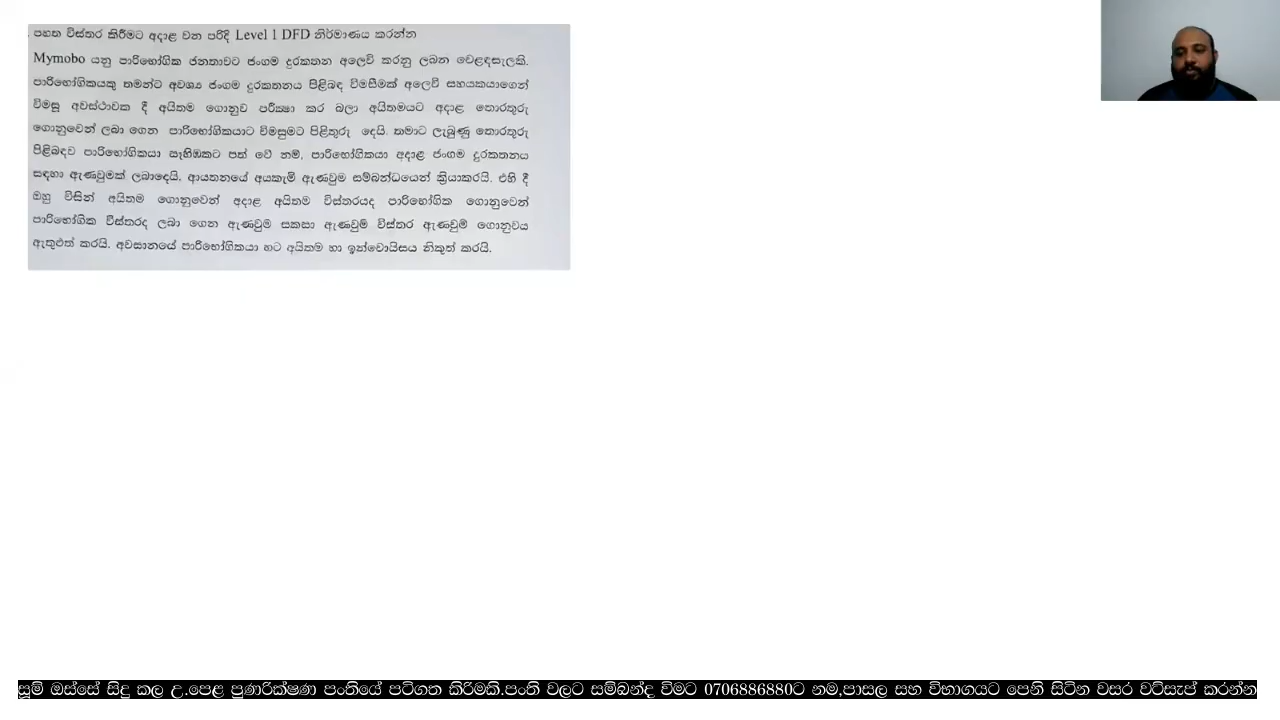 පහත විස්තර කිරීමට අදාළ වන පරිදි Level 1 DFD නිර්මාණය කරන්න
Mymobo යනු පාරිභෝගික ජනතාවට ජංගම දුරකතන අලෙවි කරනු ලබන වෙළඳසැලකි.
පාරිභෝගිකයකු තමන්ට අවශ්‍ය ජංගම දුරකතනය පිළිබඳ විමසීමක් අලෙවි සහයකයාගෙන්
විමසූ අවස්ථාවක දී අයිතම ගොනුව පරීක්‍ෂා කර බලා අයිතමයට අදාළ තොරතුරු
ගොනුවෙන් ලබා ගෙන පාරිභෝගිකයාට විමසුමට පිළිතුරු දෙයි. තමාට ලැබුණු තොරතුරු
පිළිබඳව පාරිභෝගිකයා සෑහීමකට පත් වේ නම්, පාරිභෝගිකයා අදාළ ජංගම දුරකතනය
සඳහා ඇණවුමක් ලබාදෙයි. ආයතනයේ අයකැමි ඇණවුම සම්බන්ධයෙන් ක්‍රියාකරයි. එහි දී
ඔහු විසින් අයිතම ගොනුවෙන් අදාළ අයිතම විස්තරයද පාරිභෝගික ගොනුවෙන්
පාරිභෝගික විස්තරද ලබා ගෙන ඇණවුම සකසා ඇණවුම් විස්තර ඇණවුම් ගොනුවය
ඇතුළත් කරයි. අවසානයේ පාරිභෝගිකයා හට අයිතම හා ඉන්වොයිසය නිකුත් කරයි.
සූම් ඔස්සේ සිදු කල උ.පෙළ පුණරීක්ෂණ පංතියේ පටිගත කිරීමකි.පංති වලට සම්බන්ද වීමට 0706886880ට නම,පාසල සහ විභාගයට පෙනී සිටින වසර වට්සැප් කරන්න